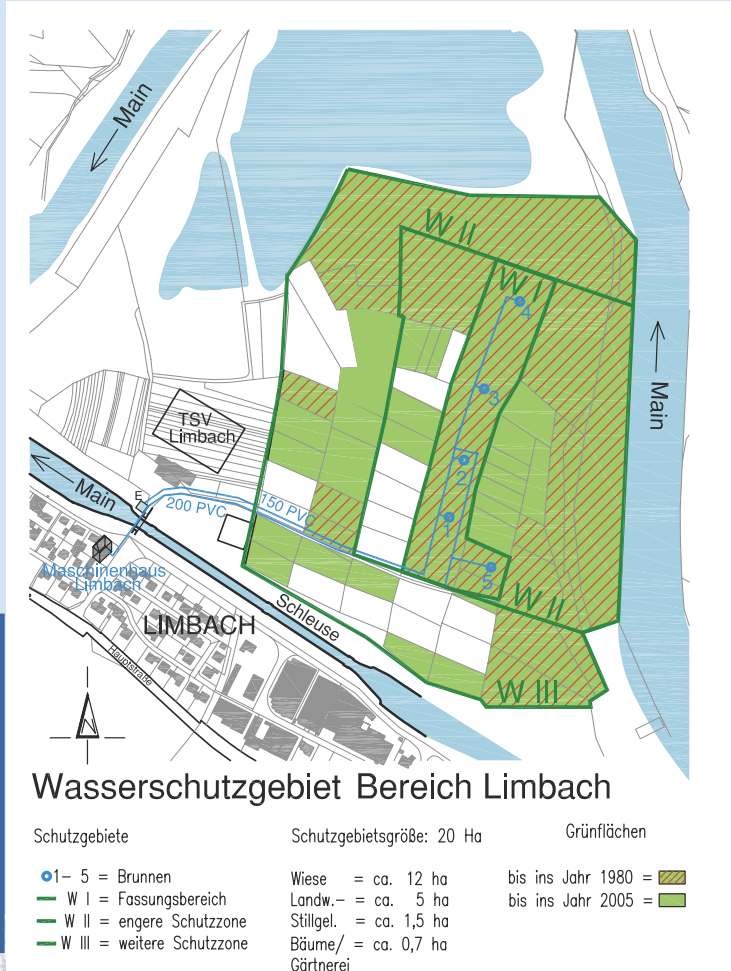 Main
W II
W I
4
3
Main
TSV
Limbach
2
Main
E
200 PVC
150 PVC
1
5
Maschinenhaus
Limbach
Schleuse
W II
LIMBACH
Hauptstraße
W III
N
Wasserschutzgebiet Bereich Limbach
Schutzgebiete
1- 5 = Brunnen
W I = Fassungsbereich
W II = engere Schutzzone
W III = weitere Schutzzone
Schutzgebietsgröße: 20 Ha
Wiese = ca. 12 ha
Landw.- = ca. 5 ha
Stillgel. = ca. 1,5 ha
Bäume/ = ca. 0,7 ha
Gärtnerei
Grünflächen
bis ins Jahr 1980 =
bis ins Jahr 2005 =